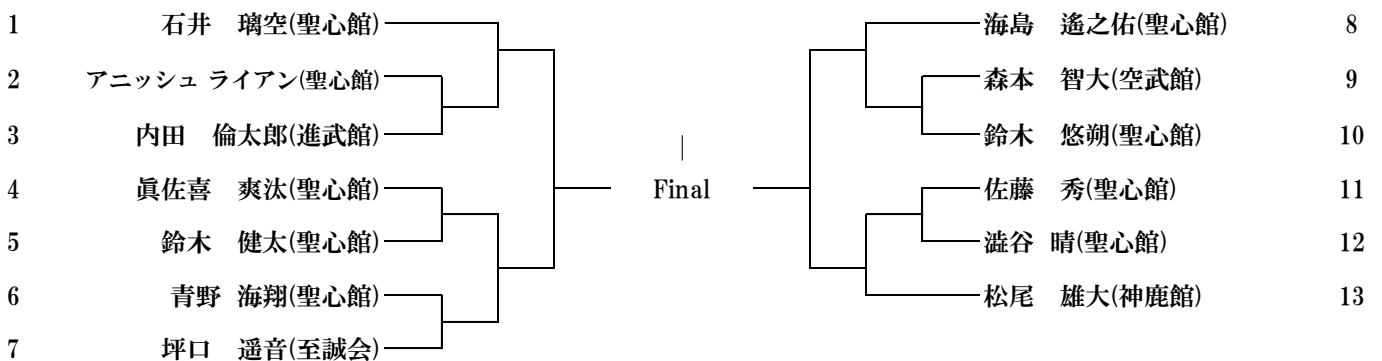 1 石井 璃空(聖心館)
2 アニッシュ ライアン(聖心館)
3 内田 倫太郎(進武館)
4 眞佐喜 爽汰(聖心館)
5 鈴木 健太(聖心館)
6 青野 海翔(聖心館)
7 坪口 遥音(至誠会)
Final
海島 遙之佑(聖心館) 8
森本 智大(空武館) 9
鈴木 悠朔(聖心館) 10
佐藤 秀(聖心館) 11
澁谷 晴(聖心館) 12
松尾 雄大(神鹿館) 13